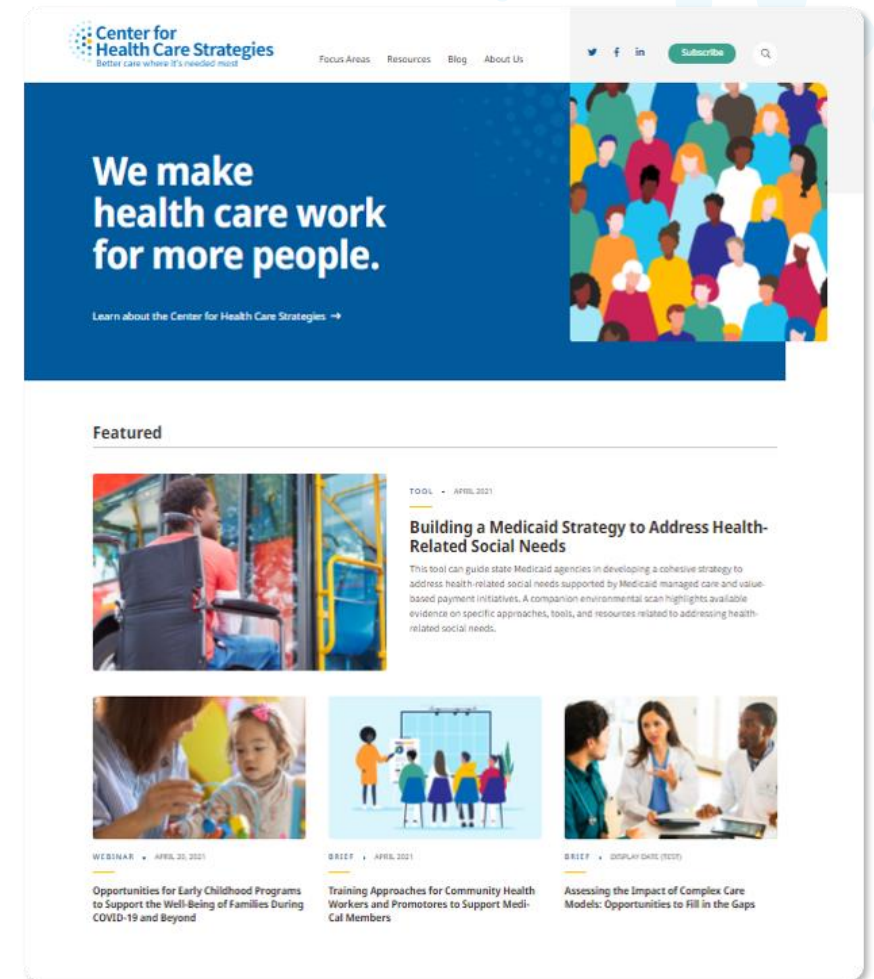 Center for
Health Care Strategies
Better care where it's needed most
Focus Areas Resources Blog About Us
Subscribe
We make
health care work
for more people.
Learn about the Center for Health Care Strategies →
Featured
TOOL • APRIL 2021
Building a Medicaid Strategy to Address Health-
Related Social Needs
This tool can guide state Medicaid agencies in developing a cohesive strategy to
address health-related social needs supported by Medicaid managed care and value-
based payment initiatives. A companion environmental scan highlights available
evidence on specific approaches, tools, and resources related to addressing health-
related social needs.
WEBINAR • APRIL 20, 2021
Opportunities for Early Childhood Programs
to Support the Well-Being of Families During
COVID-19 and Beyond
BRIEF • APRIL 2021
Training Approaches for Community Health
Workers and Promotores to Support Medi-
Cal Members
BRIEF • DISPLAY DATE (TEST)
Assessing the Impact of Complex Care
Models: Opportunities to Fill in the Gaps